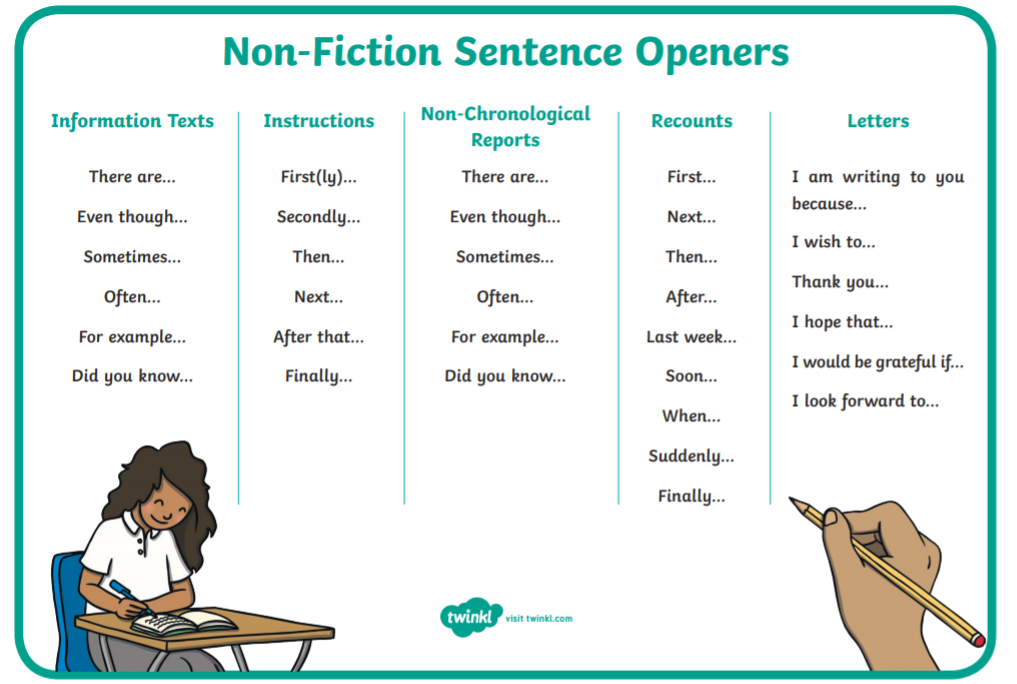 Non-Fiction Sentence Openers
Information Texts
There are...
Even though...
Sometimes...
Often...
For example...
Did you know...
Instructions
First(ly)...
Secondly...
Then...
Next...
After that...
Finally...
Non-Chronological
Reports
There are...
Even though...
Sometimes...
Often...
For example...
Did you know...
Recounts
First...
Next...
Then...
After...
Last week...
Soon...
When...
Suddenly...
Finally...
Letters
I am writing to you
because...
I wish to...
Thank you...
I hope that...
I would be grateful if...
I look forward to...
twinkl visit twinkl.com